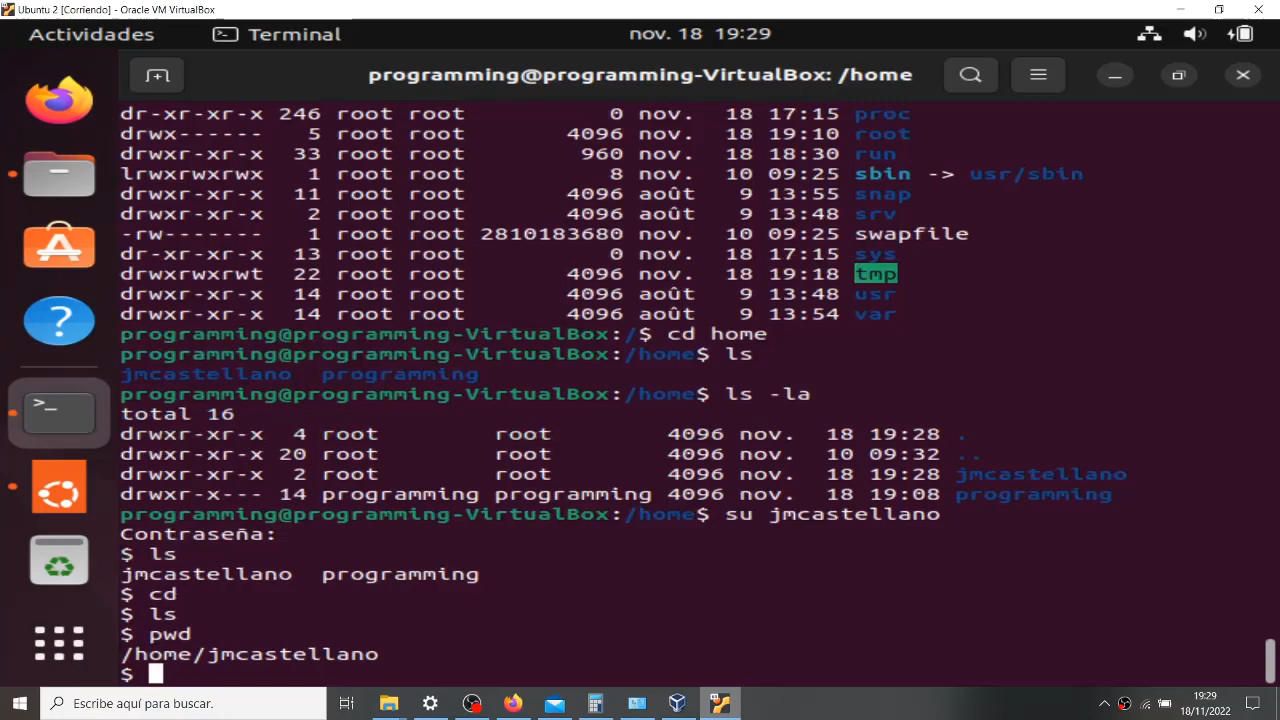 Ubuntu 2 [Corriendo] - Oracle VM VirtualBox
Actividades
Terminal
nov. 18 19:29
programming@programming-VirtualBox: /home
dr-xr-xr-x 246 root root 0 nov. 18 17:15 proc
drwx------ 5 root root 4096 nov. 18 19:10 root
drwxr-xr-x 33 root root 960 nov. 18 18:30 run
lrwxrwxrwx 1 root root 8 nov. 10 09:25 sbin -> usr/sbin
drwxr-xr-x 11 root root 4096 août 9 13:55 snap
drwxr-xr-x 2 root root 4096 août 9 13:48 srv
-rw------- 1 root root 2810183680 nov. 10 09:25 swapfile
dr-xr-xr-x 13 root root 0 nov. 18 17:15 sys
drwxrwxrwt 22 root root 4096 nov. 18 19:18 tmp
drwxr-xr-x 14 root root 4096 août 9 13:48 usr
drwxr-xr-x 14 root root 4096 août 9 13:54 var
programming@programming-VirtualBox:/$ cd home
programming@programming-VirtualBox:/home$ ls
jmcastellano programming
programming@programming-VirtualBox:/home$ ls -la
total 16
drwxr-xr-x 4 root root 4096 nov. 18 19:28 .
drwxr-xr-x 20 root root 4096 nov. 10 09:32 ..
drwxr-xr-x 2 root root 4096 nov. 18 19:28 jmcastellano
drwxr-x--- 14 programming programming 4096 nov. 18 19:08 programming
programming@programming-VirtualBox:/home$ su jmcastellano
Contraseña:
$ ls
jmcastellano programming
$ cd
$ ls
$ pwd
/home/jmcastellano
$
Escribe aquí para buscar.
19:29
18/11/2022